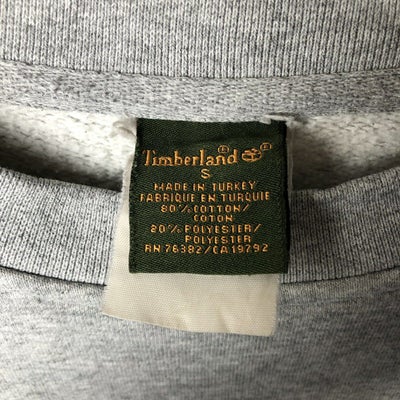 Timberland®
S
MADE IN TURKEY
FABRIQUE EN TURQUIE
80% COTTON/
COTON
20% POLYESTER/
POLYESTER
RN 76382/CA 19792